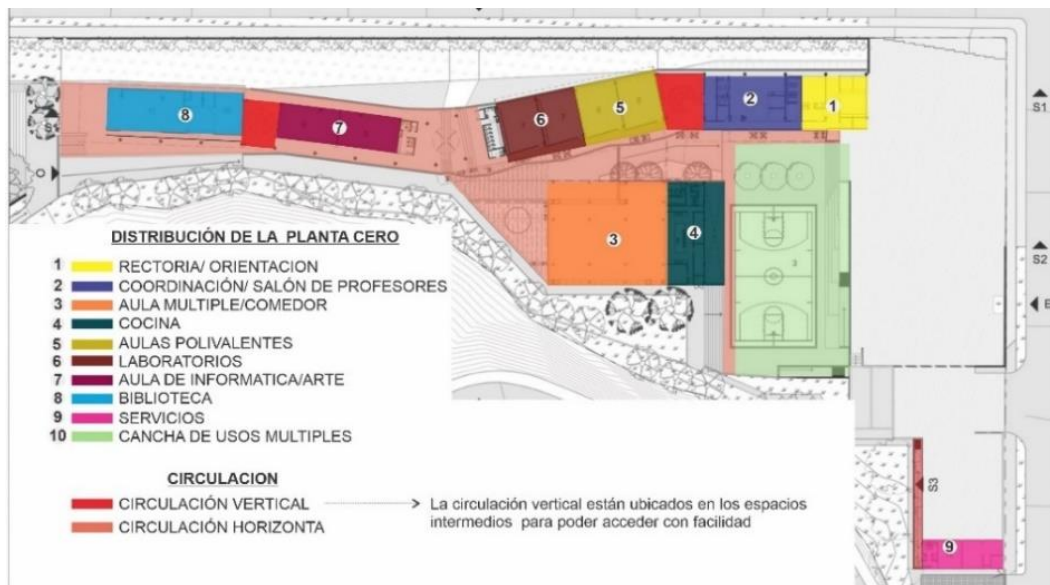 8
7
6
5
2
1
3
4
9
S1
S1
S2
S3
DISTRIBUCIÓN DE LA PLANTA CERO
1 RECTORIA/ ORIENTACION
2 COORDINACIÓN/ SALÓN DE PROFESORES
3 AULA MULTIPLE/COMEDOR
4 COCINA
5 AULAS POLIVALENTES
6 LABORATORIOS
7 AULA DE INFORMATICA/ARTE
8 BIBLIOTECA
9 SERVICIOS
10 CANCHA DE USOS MULTIPLES
CIRCULACION
CIRCULACIÓN VERTICAL
La circulación vertical están ubicados en los espacios
intermedios para poder acceder con facilidad
CIRCULACIÓN HORIZONTA